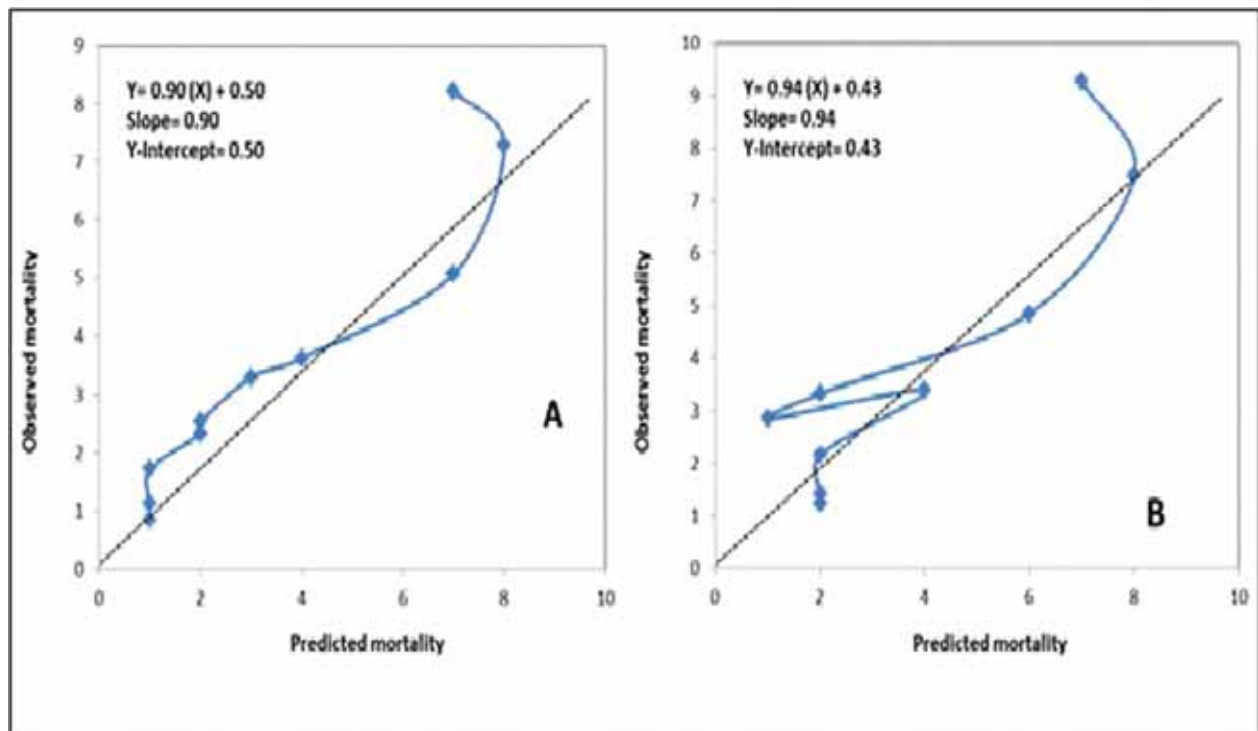 Y= 0.90 (X) + 0.50
Slope= 0.90
Y-Intercept= 0.50
9
8
7
6
5
4
3
2
1
0
Observed mortality
A
0 2 4 6 8 10
Predicted mortality
Y= 0.94 (X) + 0.43
Slope= 0.94
Y-Intercept= 0.43
10
9
8
7
6
5
4
3
2
1
0
Observed mortality
B
0 2 4 6 8 10
Predicted mortality